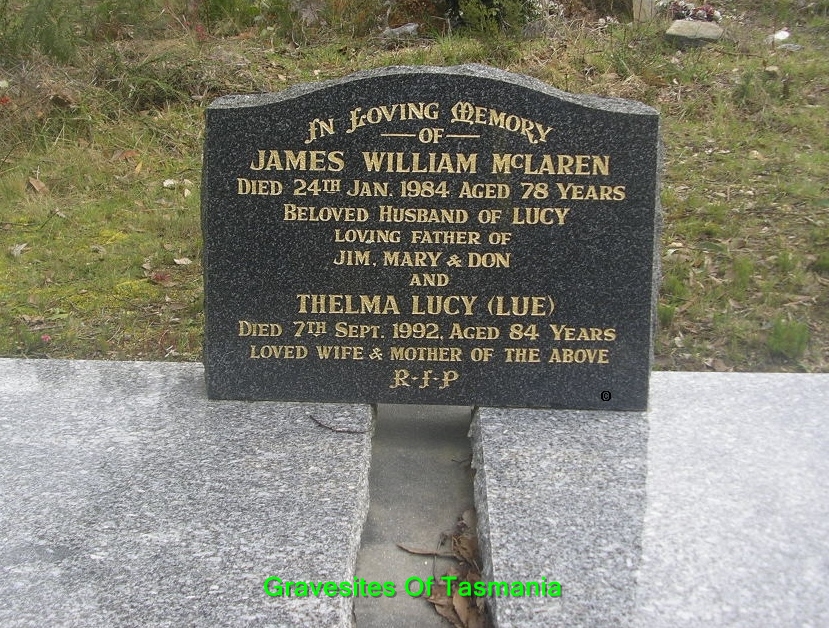 IN LOVING MEMORY
OF
JAMES WILLIAM McLAREN
DIED 24TH JAN. 1984 AGED 78 YEARS
BELOVED HUSBAND OF LUCY
LOVING FATHER OF
JIM, MARY & DON
AND
THELMA LUCY (LUE)
DIED 7TH SEPT. 1992, AGED 84 YEARS
LOVED WIFE & MOTHER OF THE ABOVE
R-I-P
©
Gravesites Of Tasmania